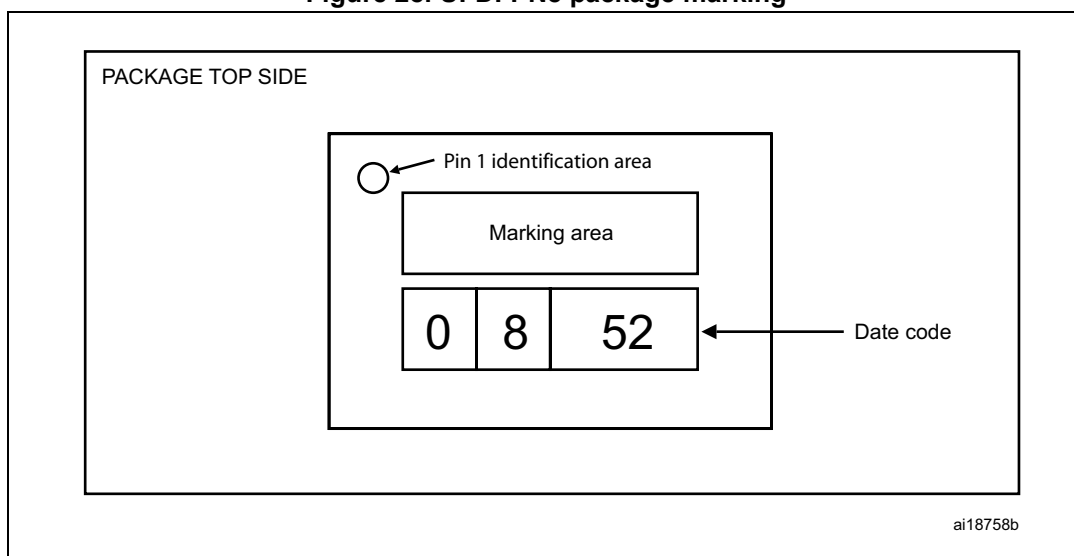 PACKAGE TOP SIDE
Pin 1 identification area
Marking area
0 8 52
Date code
ai18758b